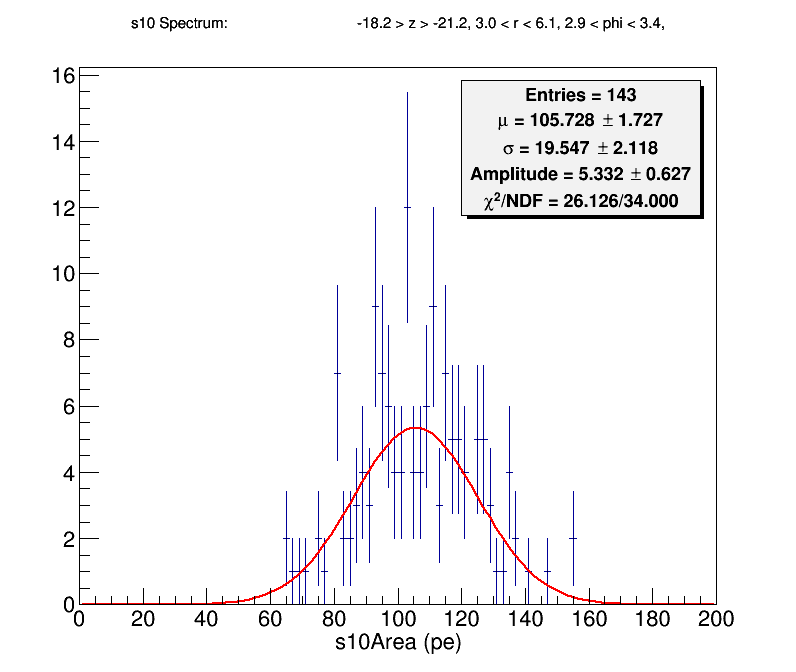 s10 Spectrum: -18.2 > z > -21.2, 3.0 < r < 6.1, 2.9 < phi < 3.4,
Entries = 143
μ = 105.728 ± 1.727
σ = 19.547 ± 2.118
Amplitude = 5.332 ± 0.627
χ²/NDF = 26.126/34.000
16
14
12
10
8
6
4
2
0
0 20 40 60 80 100 120 140 160 180 200
s10Area (pe)